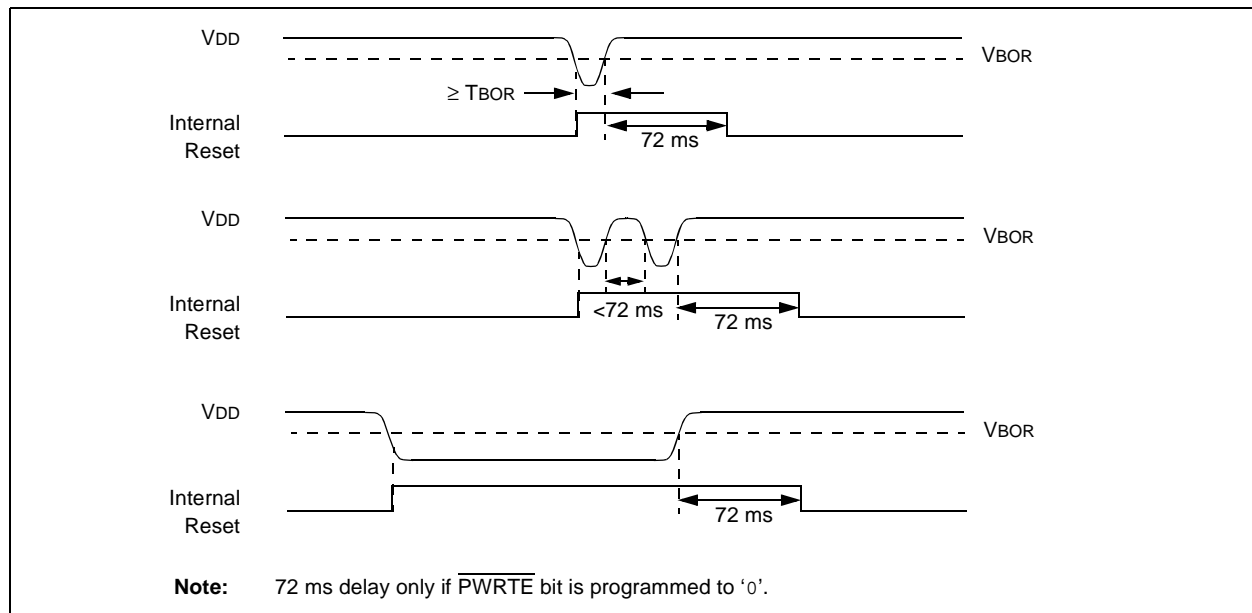 VDD
VBOR
≥ TBOR
Internal
Reset
72 ms
VDD
VBOR
Internal
Reset
<72 ms
72 ms
VDD
VBOR
Internal
Reset
72 ms
Note: 72 ms delay only if PWRTE bit is programmed to ‘0’.